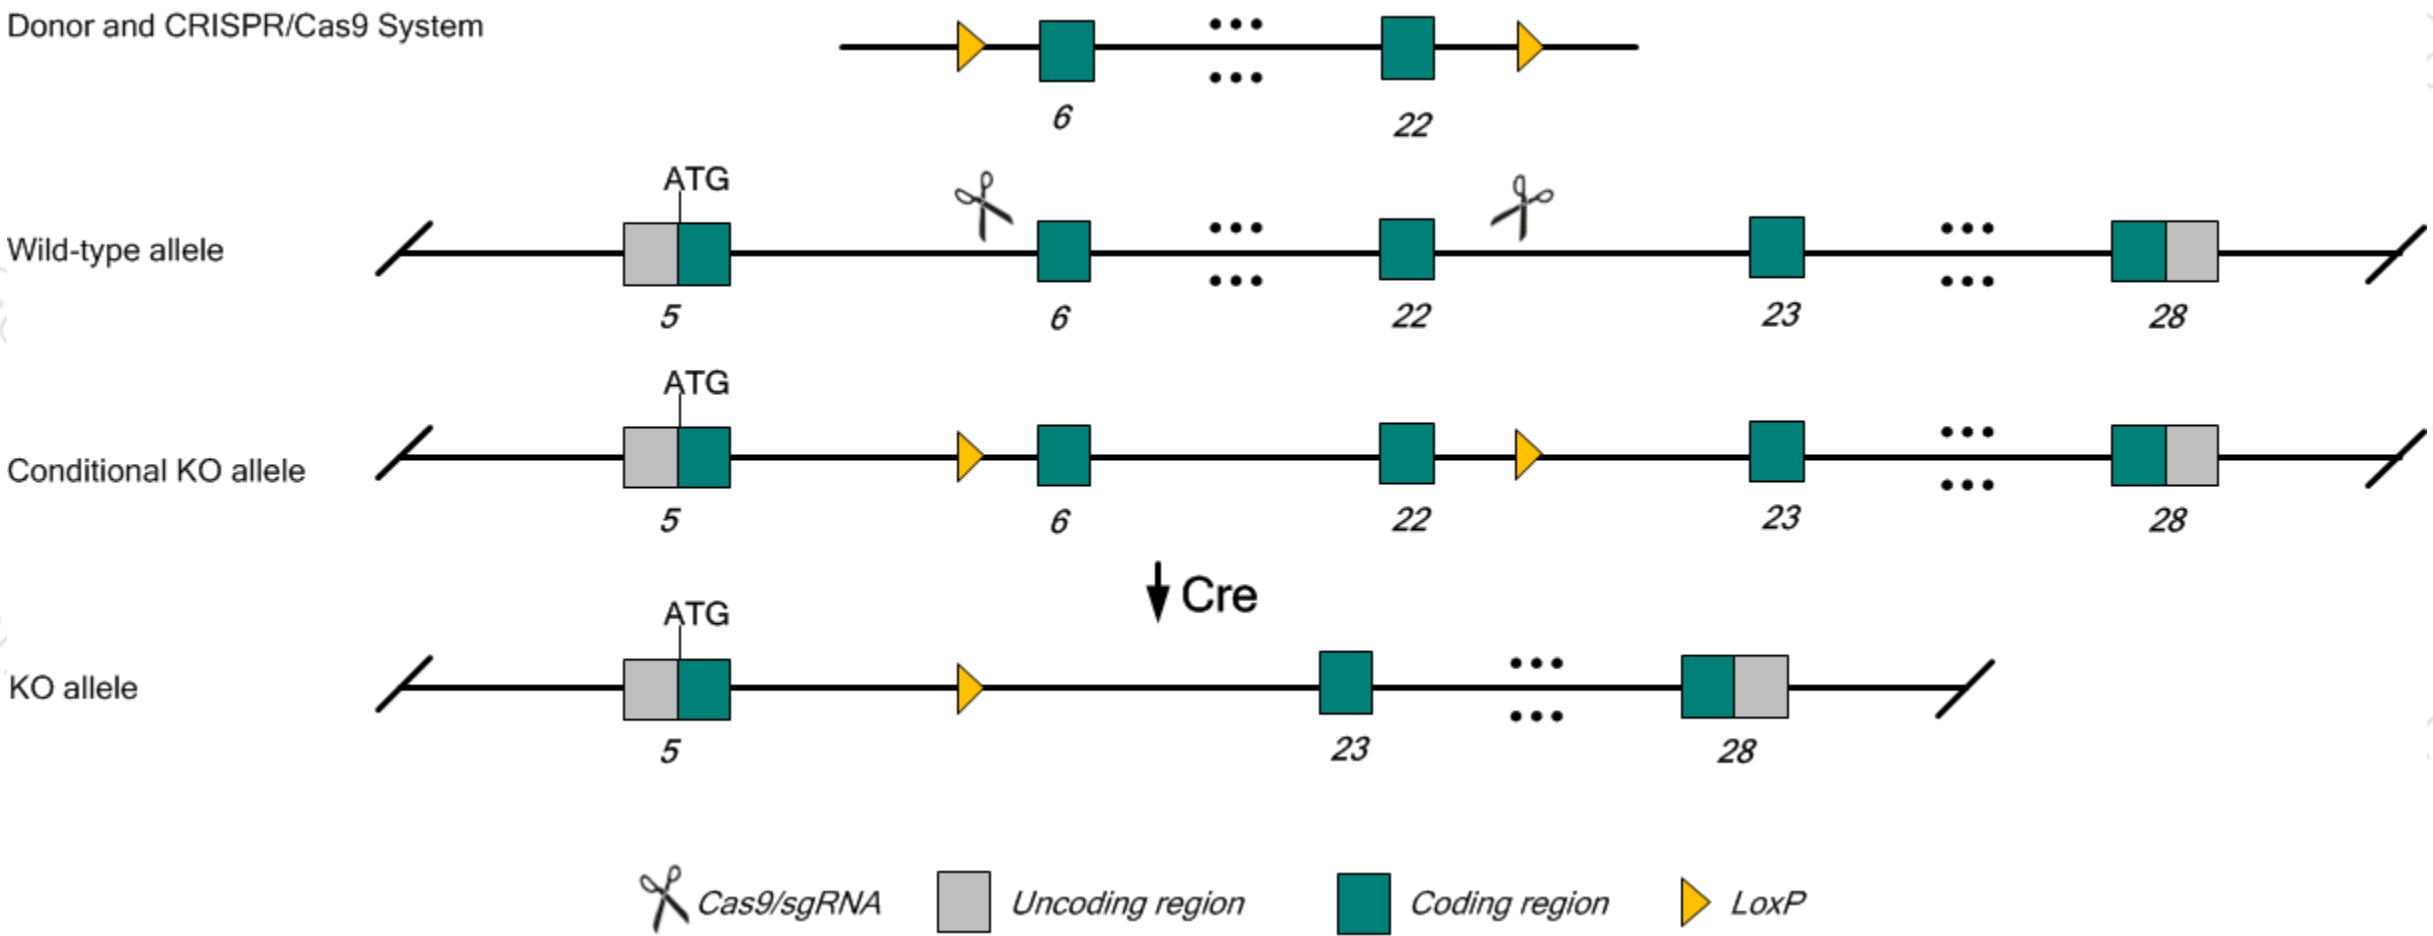 Donor and CRISPR/Cas9 System
6
22
ATG
Wild-type allele
5
6
22
23
28
ATG
Conditional KO allele
5
6
22
23
28
Cre
ATG
KO allele
5
23
28
Cas9/sgRNA
Uncoding region
Coding region
LoxP